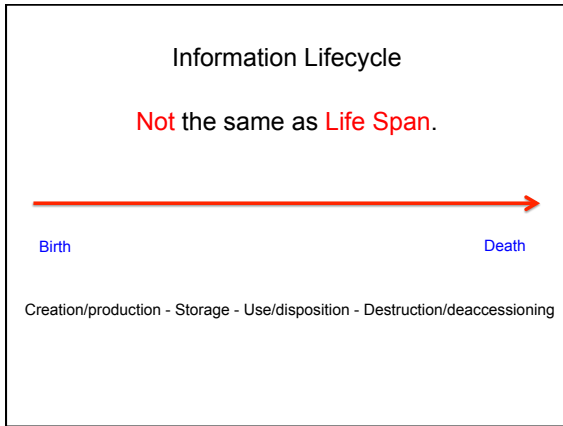 Information Lifecycle
Not the same as Life Span.
Birth
Death
Creation/production - Storage - Use/disposition - Destruction/deaccessioning